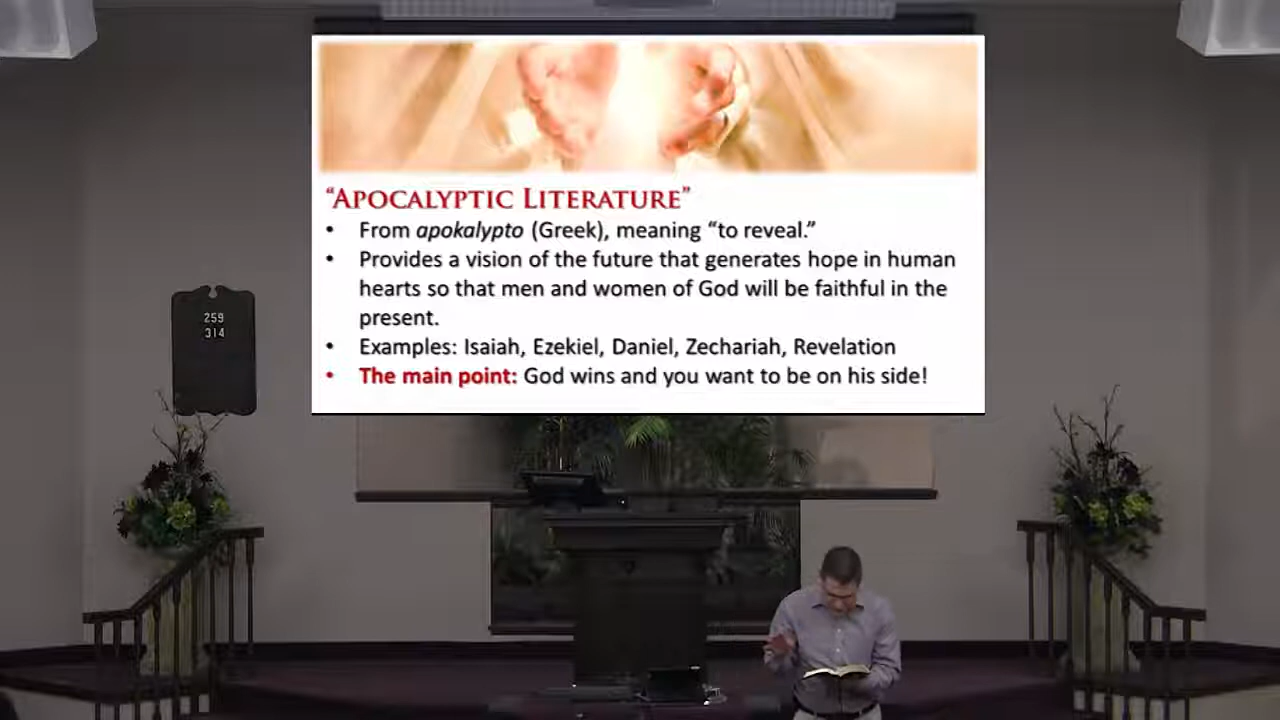 “APOCALYPTIC LITERATURE”
• From apokalypto (Greek), meaning “to reveal.”
• Provides a vision of the future that generates hope in human
hearts so that men and women of God will be faithful in the
present.
• Examples: Isaiah, Ezekiel, Daniel, Zechariah, Revelation
• The main point: God wins and you want to be on his side!
259
314